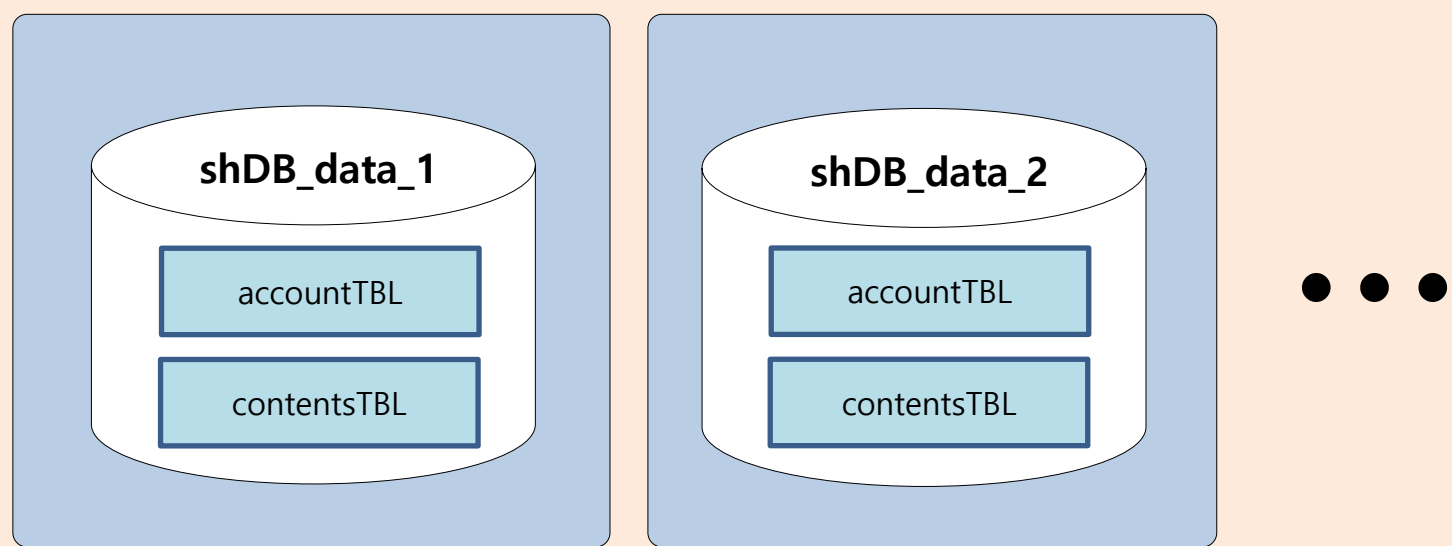 shDB_data_1
accountTBL
contentsTBL
shDB_data_2
accountTBL
contentsTBL